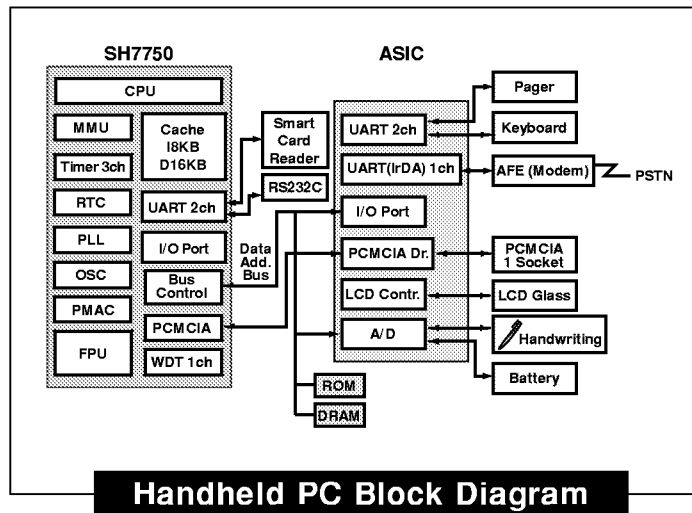 SH7750
CPU
MMU
Timer 3ch
RTC
PLL
OSC
PMAC
FPU
Cache
I8KB
D16KB
UART 2ch
I/O Port
Bus
Control
PCMCIA
WDT 1ch
Smart
Card
Reader
RS232C
Data
Add.
Bus
ROM
DRAM
ASIC
UART 2ch
UART(IrDA) 1ch
I/O Port
PCMCIA Dr.
LCD Contr.
A/D
Pager
Keyboard
AFE (Modem)
PSTN
PCMCIA
1 Socket
LCD Glass
Handwriting
Battery
Handheld PC Block Diagram